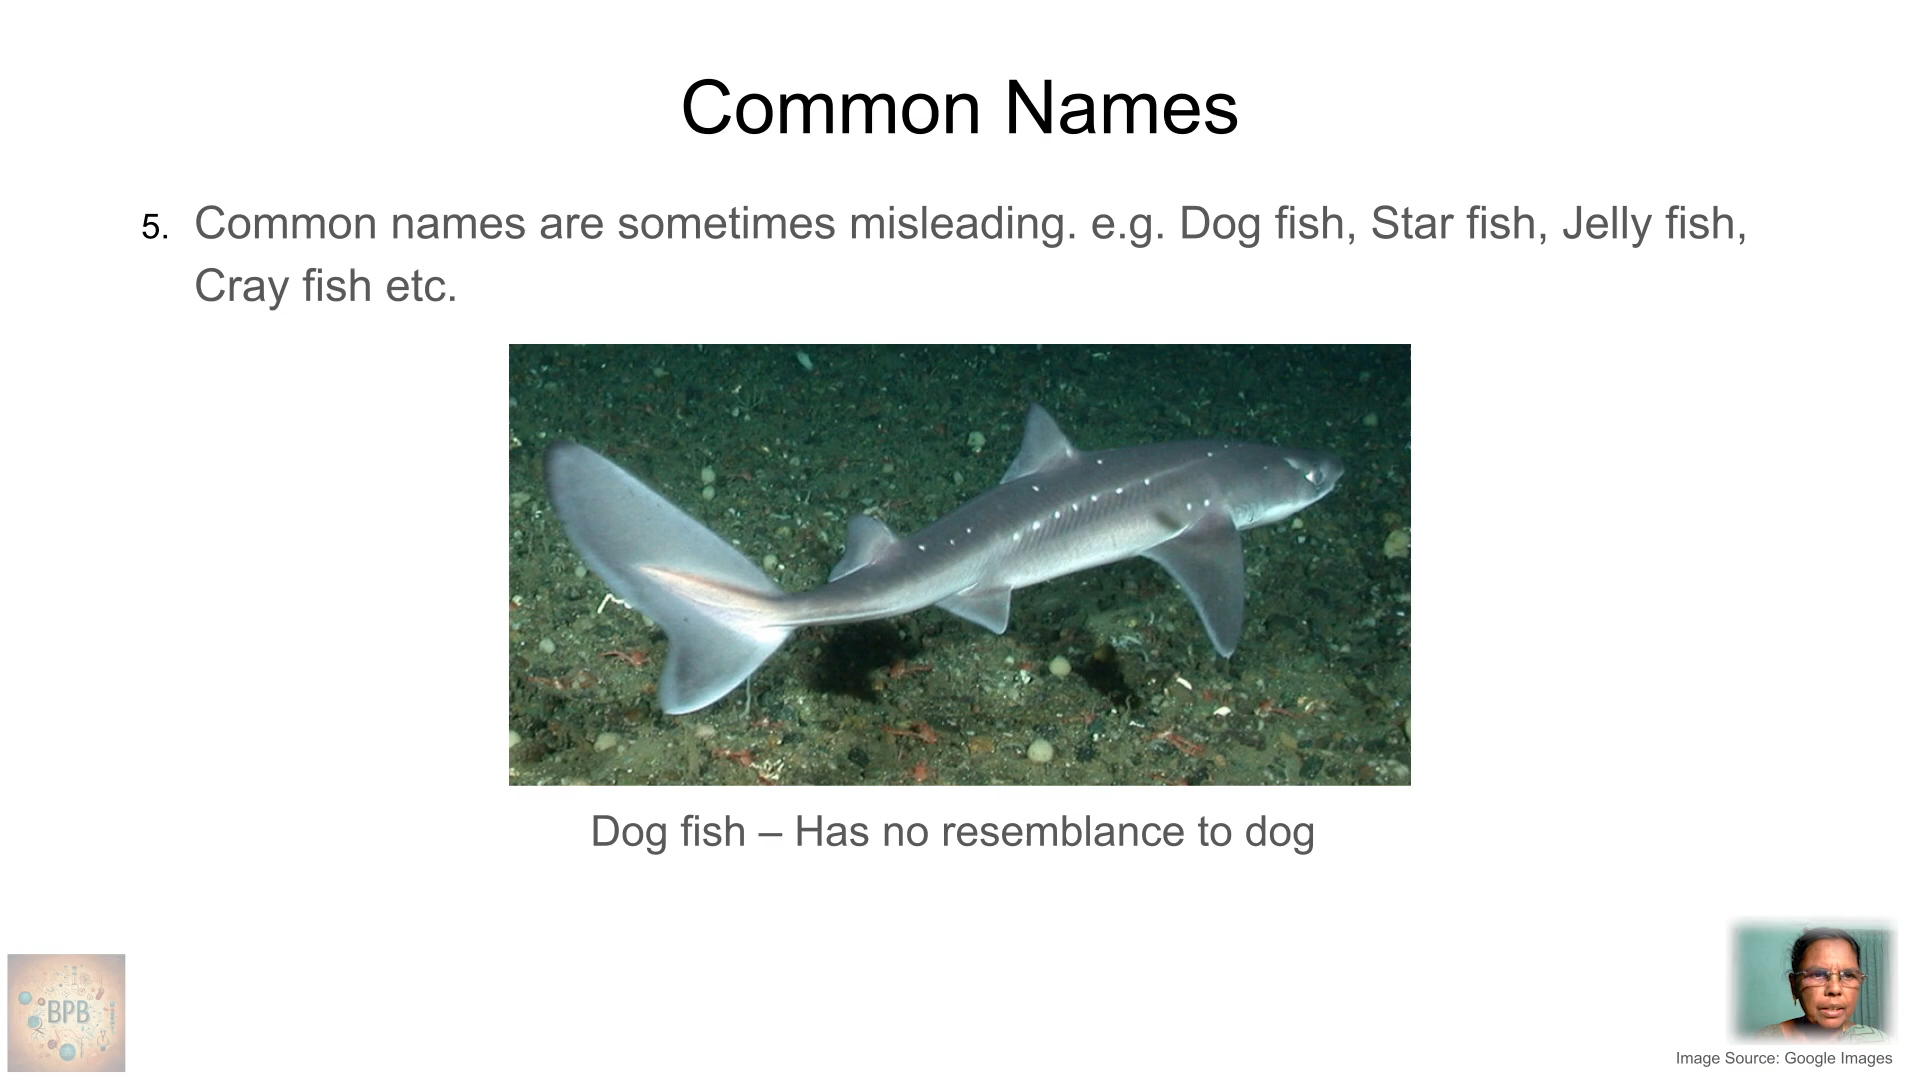 Common Names
5. Common names are sometimes misleading. e.g. Dog fish, Star fish, Jelly fish,
Cray fish etc.
Dog fish – Has no resemblance to dog
BPB
Image Source: Google Images